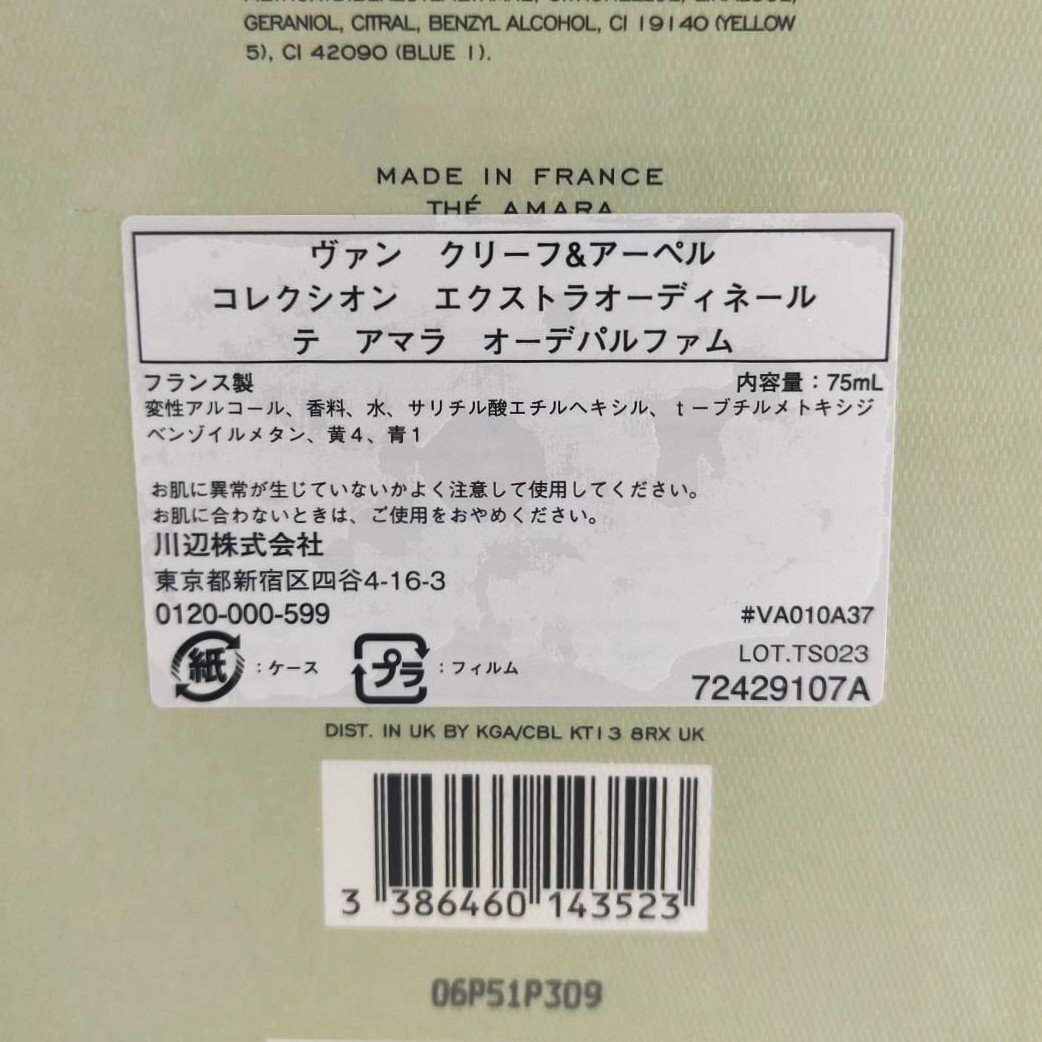 GERANIOL, CITRAL, BENZYL ALCOHOL, CI 19140 (YELLOW
5), CI 42090 (BLUE 1).
MADE IN FRANCE
THÉ AMARA
ヴァン クリーフ&アーペル
コレクシオン エクストラオーディネール
テ アマラ オーデパルファム
フランス製 内容量：75mL
変性アルコール、香料、水、サリチル酸エチルヘキシル、ｔーブチルメトキシジ
ベンゾイルメタン、黄４、青１
お肌に異常が生じていないかよく注意して使用してください。
お肌に合わないときは、ご使用をおやめください。
川辺株式会社
東京都新宿区四谷4-16-3
0120-000-599 #VA010A37
LOT.TS023
紙：ケース プラ：フィルム 72429107A
DIST. IN UK BY KGA/CBL KT13 8RX UK
3 386460 143523
06P51P309